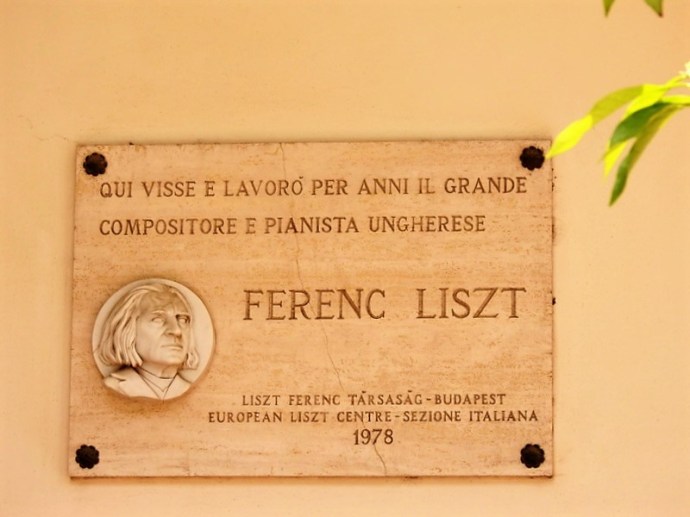 QUI VISSE E LAVORÓ PER ANNI IL GRANDE
COMPOSITORE E PIANISTA UNGHERESE
FERENC LISZT
LISZT FERENC TÁRSASÁG-BUDAPEST
EUROPEAN LISZT CENTRE-SEZIONE ITALIANA
1978